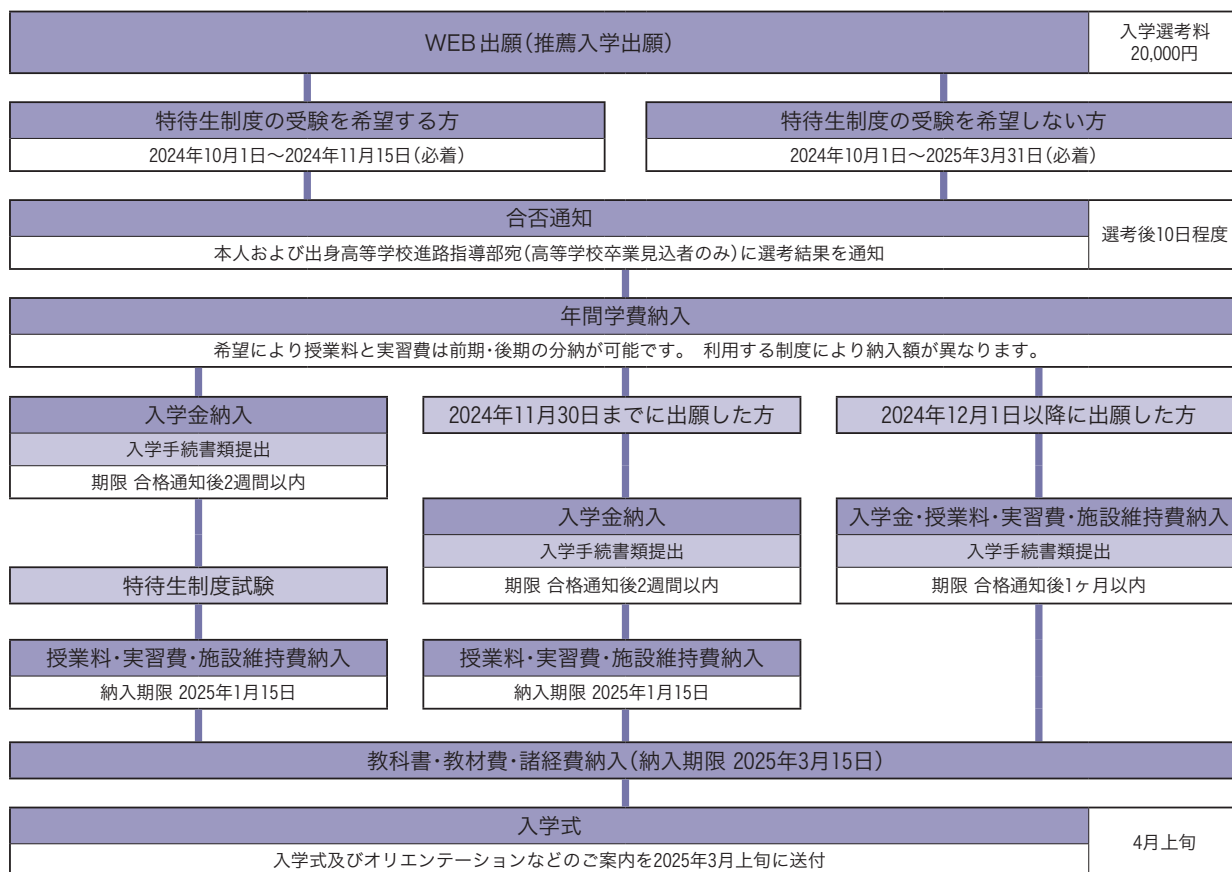 WEB出願(推薦入学出願)
入学選考料
20,000円
特待生制度の受験を希望する方
2024年10月1日～2024年11月15日(必着)
特待生制度の受験を希望しない方
2024年10月1日～2025年3月31日(必着)
合否通知
本人および出身高等学校進路指導部宛(高等学校卒業見込者のみ)に選考結果を通知
選考後10日程度
年間学費納入
希望により授業料と実習費は前期・後期の分納が可能です。 利用する制度により納入額が異なります。
入学金納入
入学手続書類提出
期限 合格通知後2週間以内
特待生制度試験
授業料・実習費・施設維持費納入
納入期限 2025年1月15日
2024年11月30日までに出願した方
入学金納入
入学手続書類提出
期限 合格通知後2週間以内
授業料・実習費・施設維持費納入
納入期限 2025年1月15日
2024年12月1日以降に出願した方
入学金・授業料・実習費・施設維持費納入
入学手続書類提出
期限 合格通知後1ヶ月以内
教科書・教材費・諸経費納入(納入期限 2025年3月15日)
入学式
入学式及びオリエンテーションなどのご案内を2025年3月上旬に送付
4月上旬